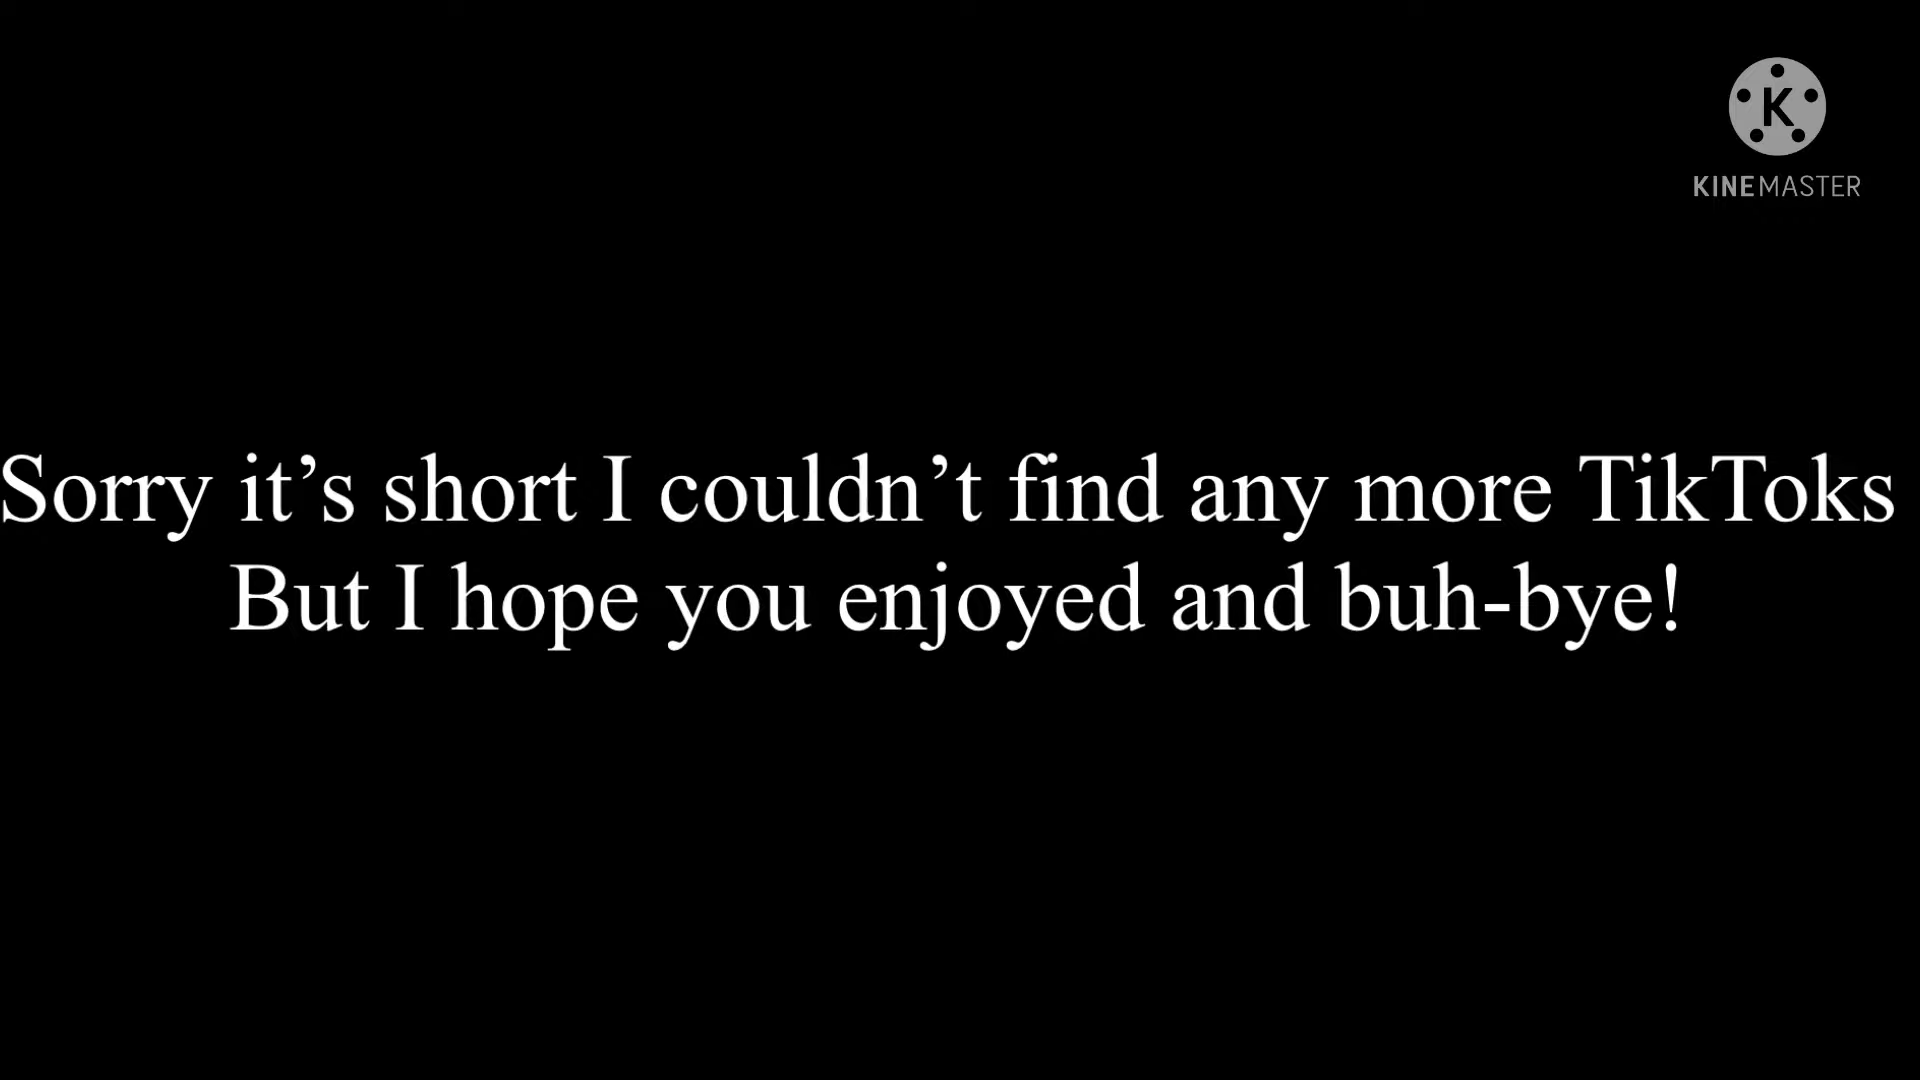 K
KINEMASTER
Sorry it’s short I couldn’t find any more TikToks
But I hope you enjoyed and buh-bye!